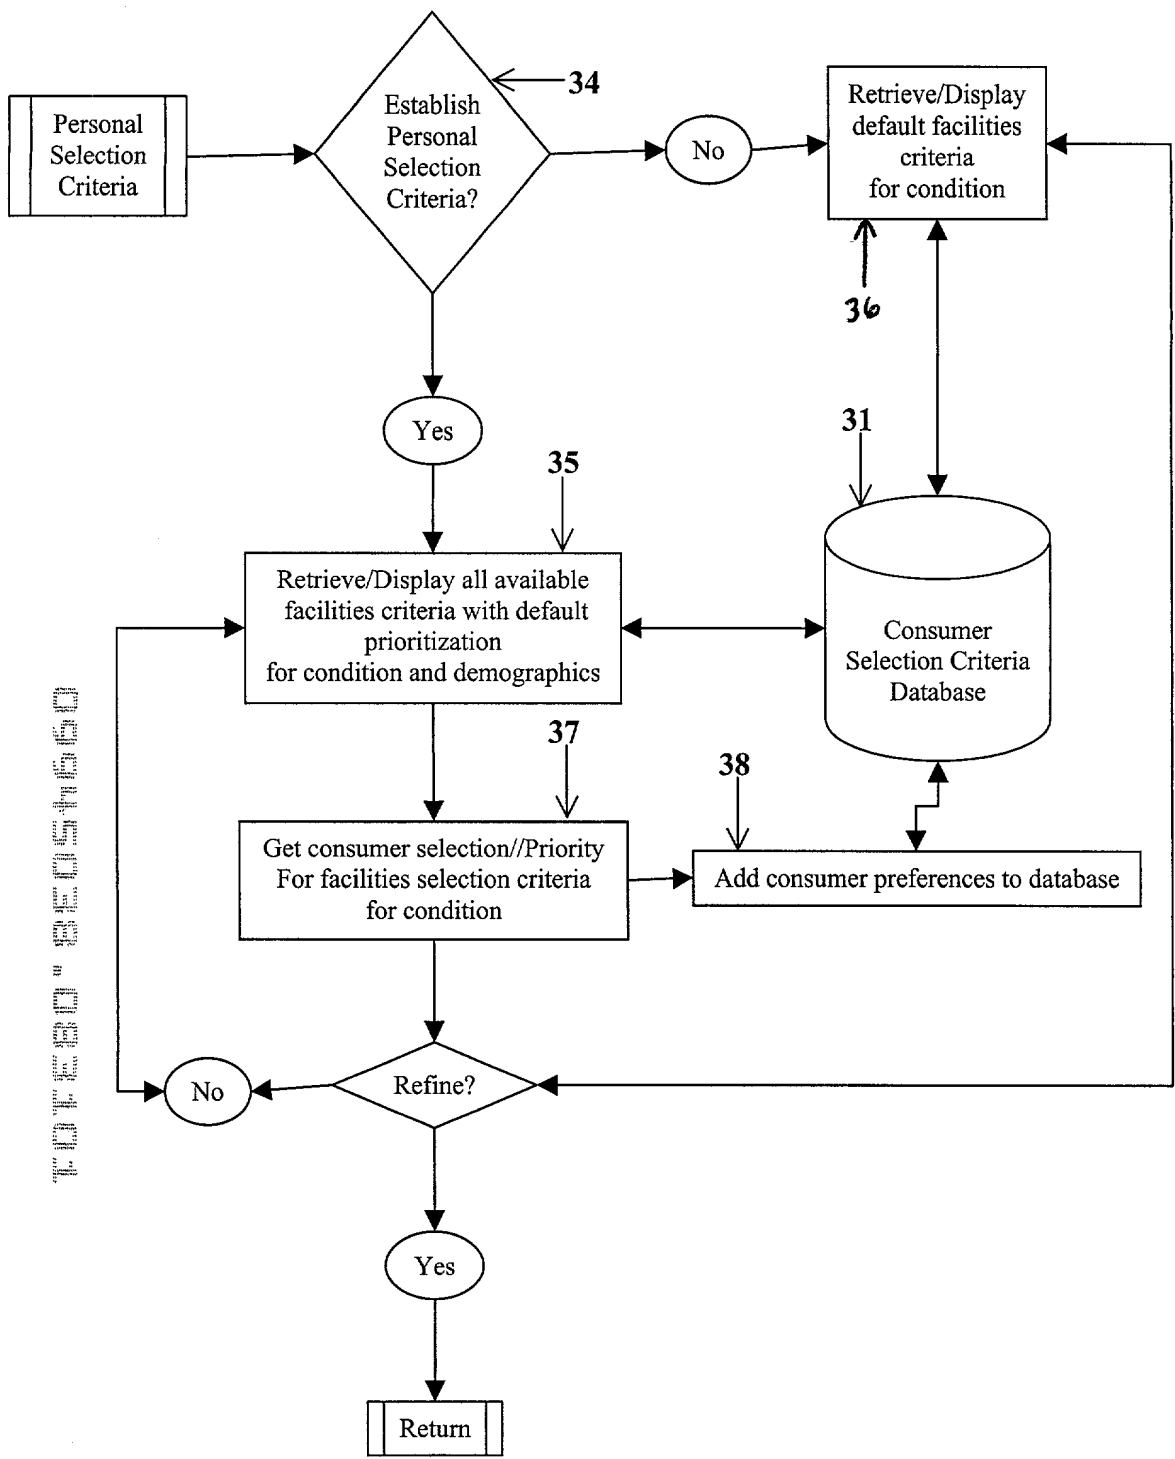 34
Establish
Personal
Selection
Criteria?
Personal
Selection
Criteria
No
Retrieve/Display
default facilities
criteria
for condition
36
Yes
31
35
Retrieve/Display all available
facilities criteria with default
prioritization
for condition and demographics
Consumer
Selection Criteria
Database
37
38
Get consumer selection//Priority
For facilities selection criteria
for condition
Add consumer preferences to database
Refine?
No
Yes
Return